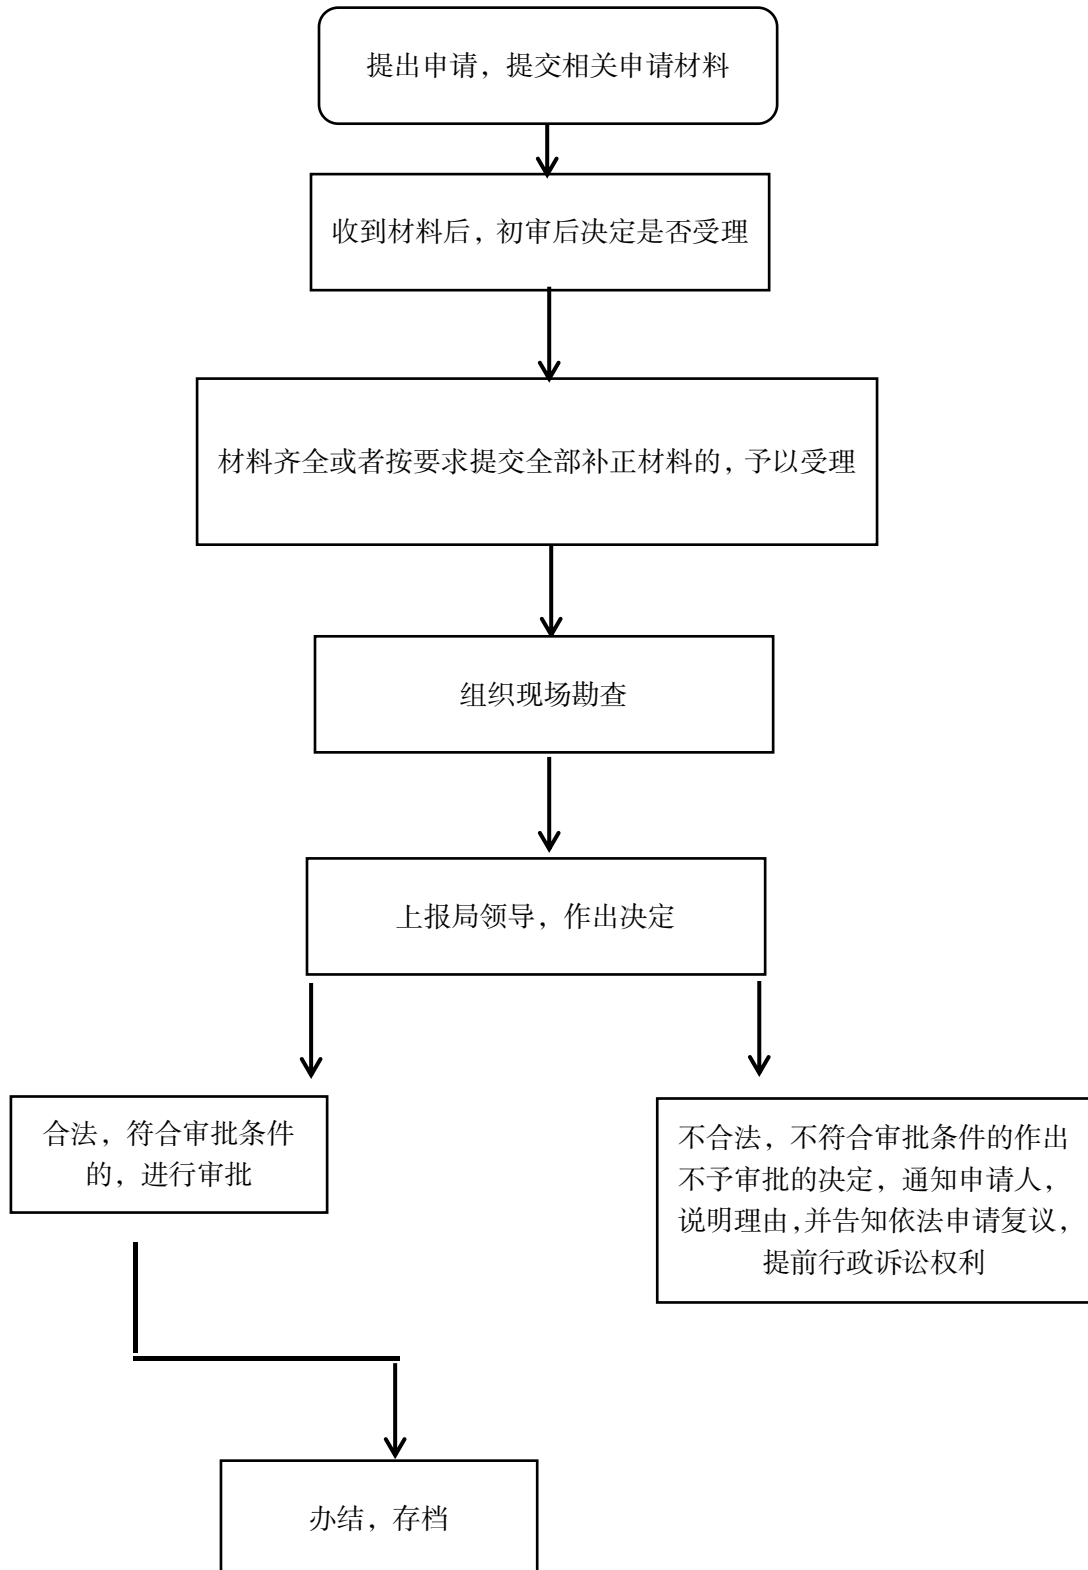 提出申请，提交相关申请材料
收到材料后，初审后决定是否受理
材料齐全或者按要求提交全部补正材料的，予以受理
组织现场勘查
上报局领导，作出决定
合法，符合审批条件
的，进行审批
不合法，不符合审批条件的作出
不予审批的决定，通知申请人，
说明理由，并告知依法申请复议，
提前行政诉讼权利
办结，存档